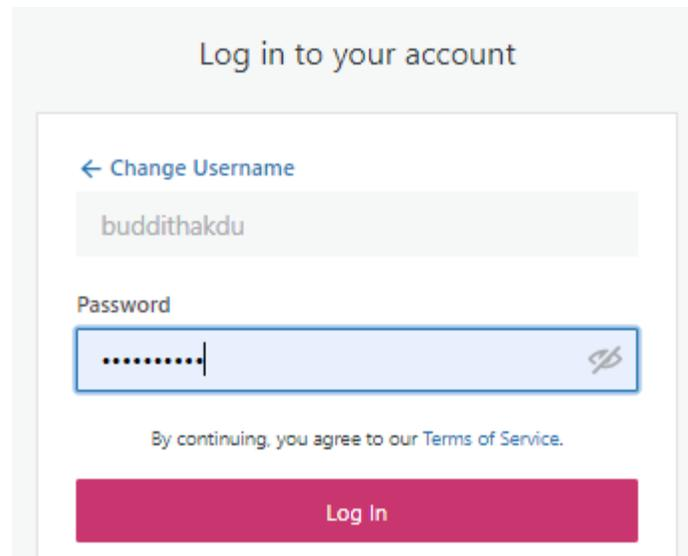 Log in to your account
← Change Username
buddithakdu
Password
••••••••••
By continuing, you agree to our Terms of Service.
Log In